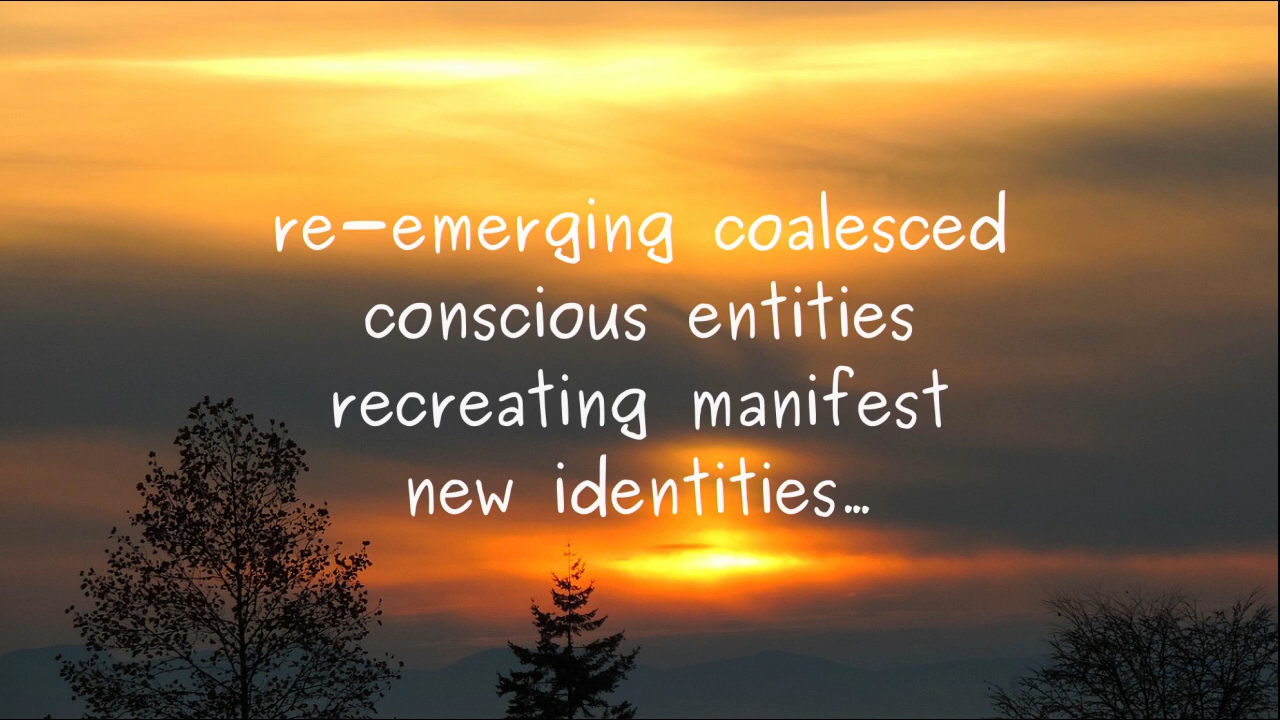 re-emerging coalesced
conscious entities
recreating manifest
new identities...